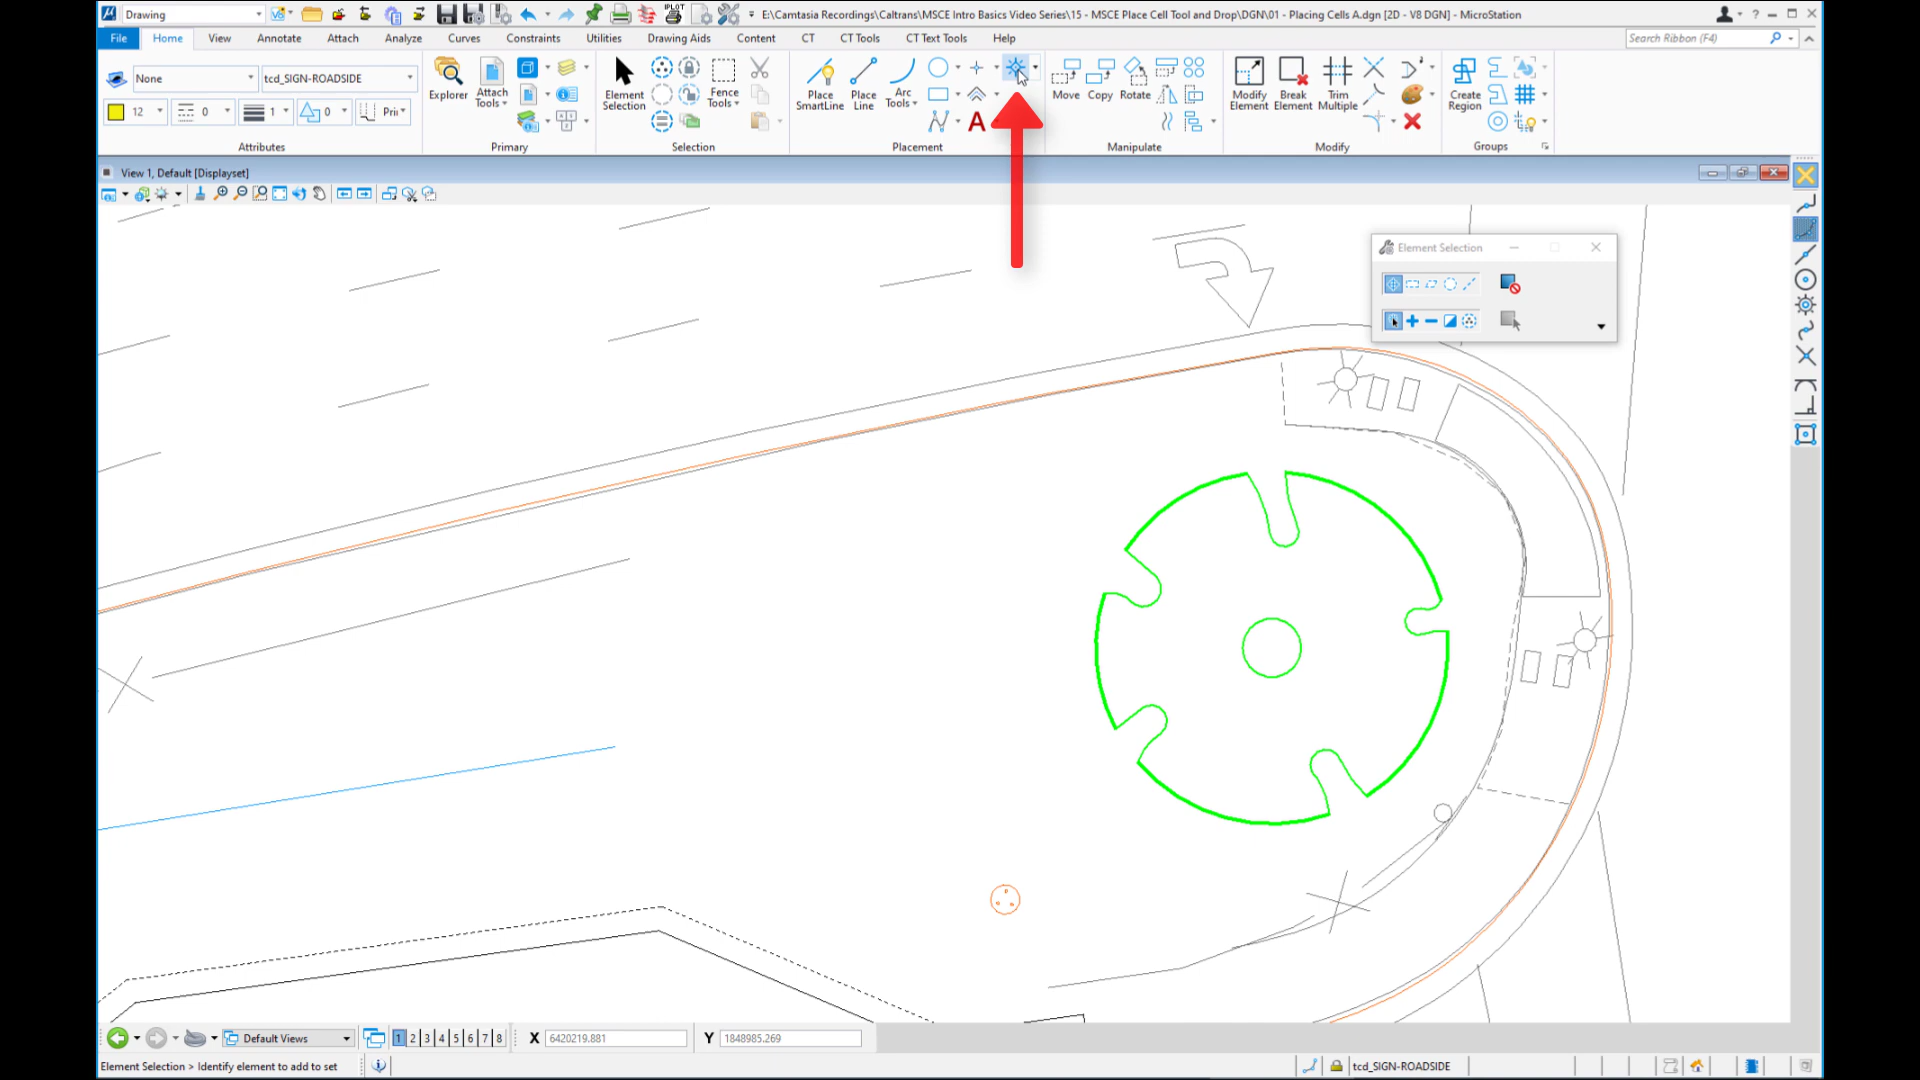 Drawing
E:\Camtasia Recordings\Caltrans\MSCE Intro Basics Video Series\15 - MSCE Place Cell Tool and Drop\DGN\01 - Placing Cells A.dgn [2D - V8 DGN] - MicroStation
File Home View Annotate Attach Analyze Curves Constraints Utilities Drawing Aids Content CT CT Tools CT Text Tools Help
Search Ribbon (F4)
None
tcd_SIGN-ROADSIDE
12
0
1
0
Pri
Explorer
Attach Tools
Element Selection
Fence Tools
Place SmartLine
Place Line
Arc Tools
Move
Copy
Rotate
Modify Element
Break Element
Trim Multiple
Create Region
Attributes
Primary
Selection
Placement
Manipulate
Modify
Groups
View 1, Default [Displayset]
Element Selection
Default Views
1 2 3 4 5 6 7 8
X 6420219.881
Y 1848985.269
Element Selection > Identify element to add to set
tcd_SIGN-ROADSIDE